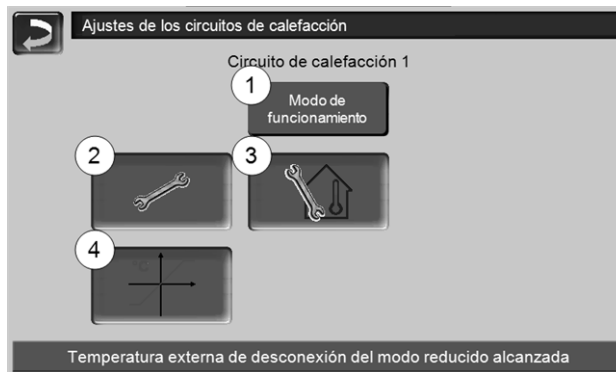 Ajustes de los circuitos de calefacción
Circuito de calefacción 1
1
Modo de
funcionamiento
2
3
4
°C
Temperatura externa de desconexión del modo reducido alcanzada